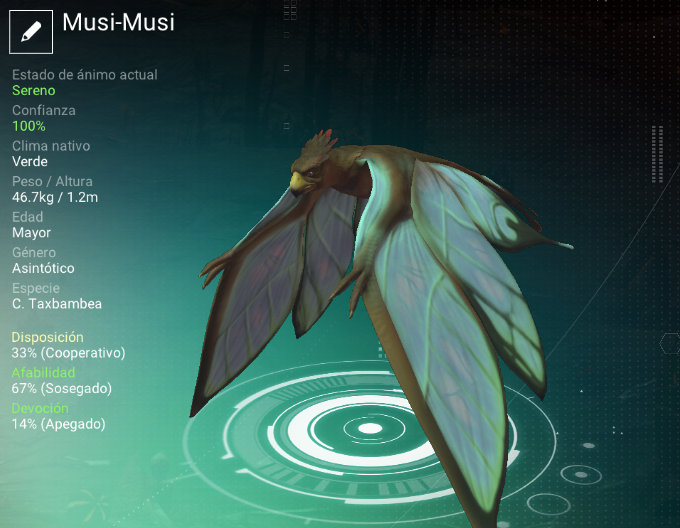 Musi-Musi
Estado de ánimo actual
Sereno
Confianza
100%
Clima nativo
Verde
Peso / Altura
46.7kg / 1.2m
Edad
Mayor
Género
Asintótico
Especie
C. Taxbambea
Disposición
33% (Cooperativo)
Afabilidad
67% (Sosegado)
Devoción
14% (Apegado)